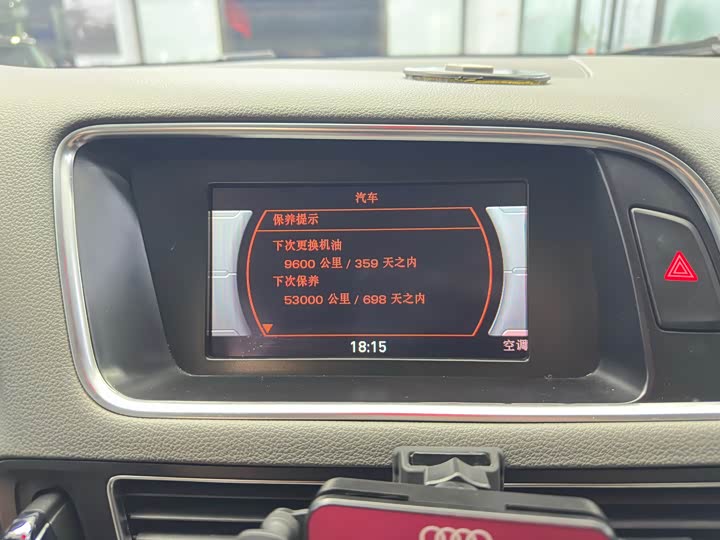 汽车
保养提示
下次更换机油
9600 公里 / 359 天之内
下次保养
53000 公里 / 698 天之内
18:15
空调